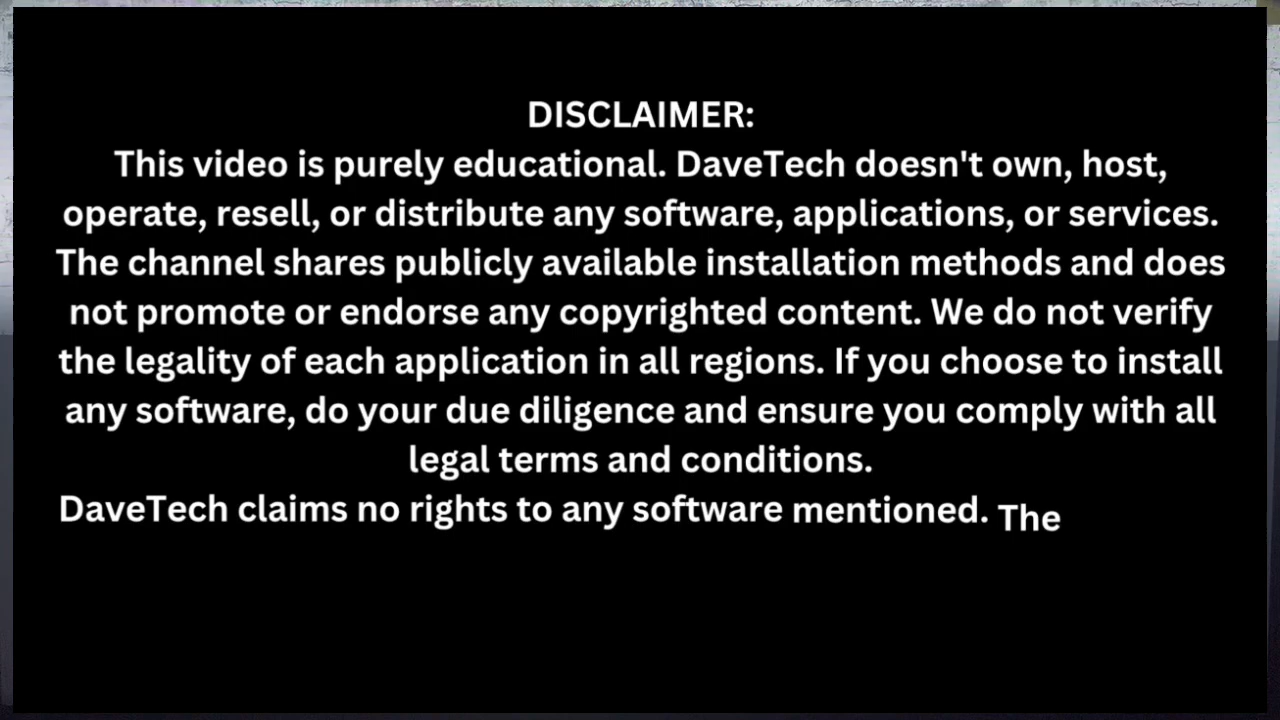 DISCLAIMER:
This video is purely educational. DaveTech doesn't own, host,
operate, resell, or distribute any software, applications, or services.
The channel shares publicly available installation methods and does
not promote or endorse any copyrighted content. We do not verify
the legality of each application in all regions. If you choose to install
any software, do your due diligence and ensure you comply with all
legal terms and conditions.
DaveTech claims no rights to any software mentioned. The